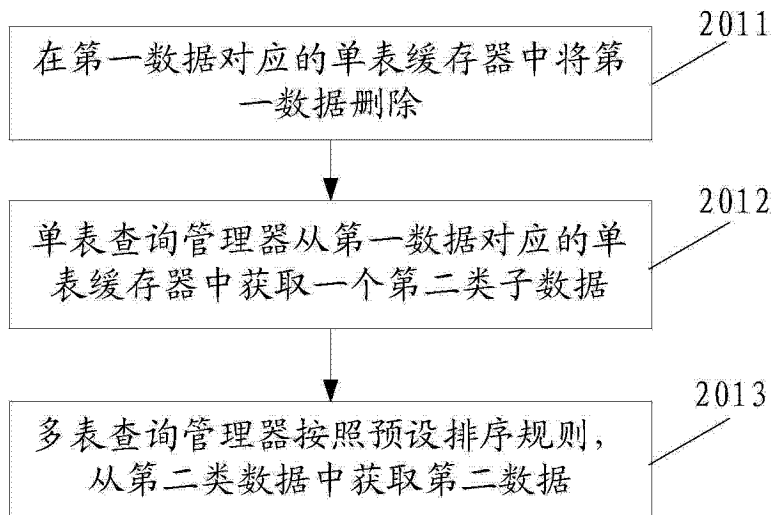 2011
在第一数据对应的单表缓存器中将第
一数据删除
2012
单表查询管理器从第一数据对应的单
表缓存器中获取一个第二类子数据
2013
多表查询管理器按照预设排序规则，
从第二类数据中获取第二数据